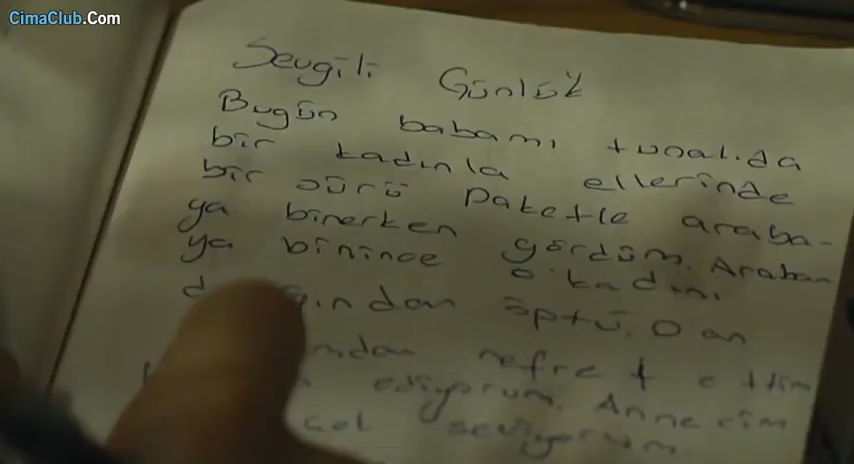 CimaClub.Com
Sevgili Günlük
Bugün babamı tunalıda
bir kadınla ellerinde
bir sürü paketle araba-
ya binerken gördüm. Araba
ya binince o kadını
öptü. O an
nefret ettim
ediyorum. Annecim
çok seviyorum